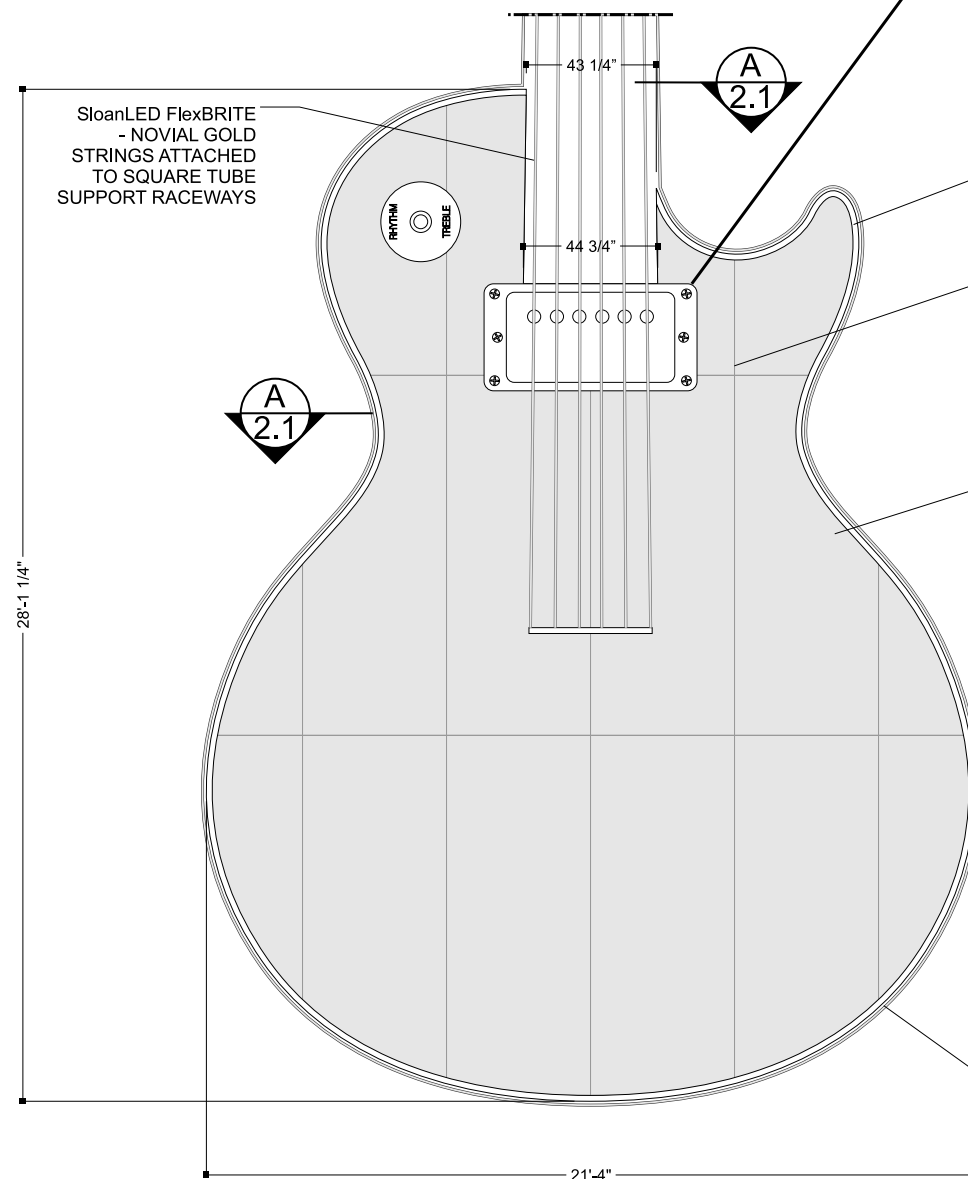 43 1/4"
A
2.1
SloanLED FlexBRITE
- NOVIAL GOLD
STRINGS ATTACHED
TO SQUARE TUBE
SUPPORT RACEWAYS
RHYTHM
TREBLE
44 3/4"
A
2.1
28'-1 1/4"
21'-4"